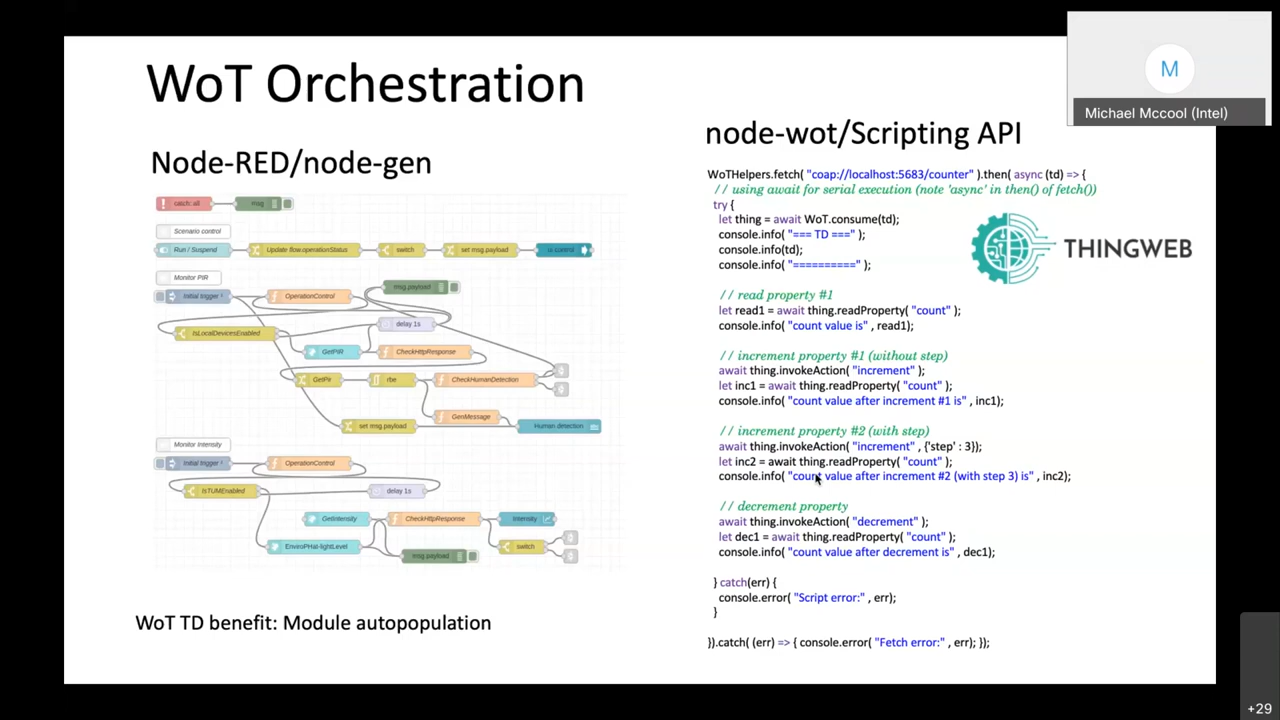 WoT Orchestration
M
Michael Mccool (Intel)
Node-RED/node-gen
catch: all
msg
Scenario control
Run / Suspend
Update flow.operationStatus
switch
set msg.payload
Monitor PIR
Initial trigger
OperationControl
msg.payload
delay 1s
IsLocalDevicesEnabled
GetPIR
CheckHttpResponse
GetPir
rbe
CheckHumanDetection
GenMessage
set msg.payload
Human detection
Monitor Intensity
Initial trigger
OperationControl
IsTUMEnabled
delay 1s
GetIntensity
CheckHttpResponse
Intensity
EnviroPHat-lightLevel
switch
msg.payload
WoT TD benefit: Module autopopulation
node-wot/Scripting API
WoTHelpers.fetch( "coap://localhost:5683/counter" ).then( async (td) => {
// using await for serial execution (note 'async' in then() of fetch())
try {
let thing = await WoT.consume(td);
console.info( "=== TD ===" );
console.info(td);
console.info( "==========" );
THINGWEB
// read property #1
let read1 = await thing.readProperty( "count" );
console.info( "count value is" , read1);
// increment property #1 (without step)
await thing.invokeAction( "increment" );
let inc1 = await thing.readProperty( "count" );
console.info( "count value after increment #1 is" , inc1);
// increment property #2 (with step)
await thing.invokeAction( "increment" , {'step' : 3});
let inc2 = await thing.readProperty( "count" );
console.info( "count value after increment #2 (with step 3) is" , inc2);
// decrement property
await thing.invokeAction( "decrement" );
let dec1 = await thing.readProperty( "count" );
console.info( "count value after decrement is" , dec1);
} catch(err) {
console.error( "Script error:" , err);
}
}).catch( (err) => { console.error( "Fetch error:" , err); });
+29